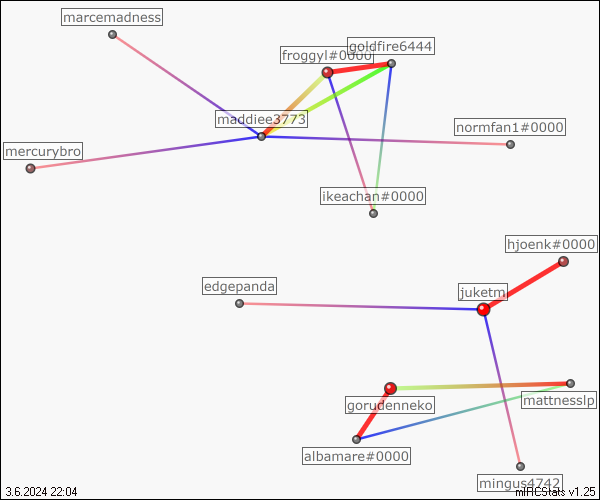 marcemadness
goldfire6444
froggyl#0000
maddiee3773
normfan1#0000
mercurybro
ikeachan#0000
hjoenk#0000
edgepanda
juketm
mattnesslp
gorudenneko
albamare#0000
mingus4742
3.6.2024 22:04
mIRCStats v1.25